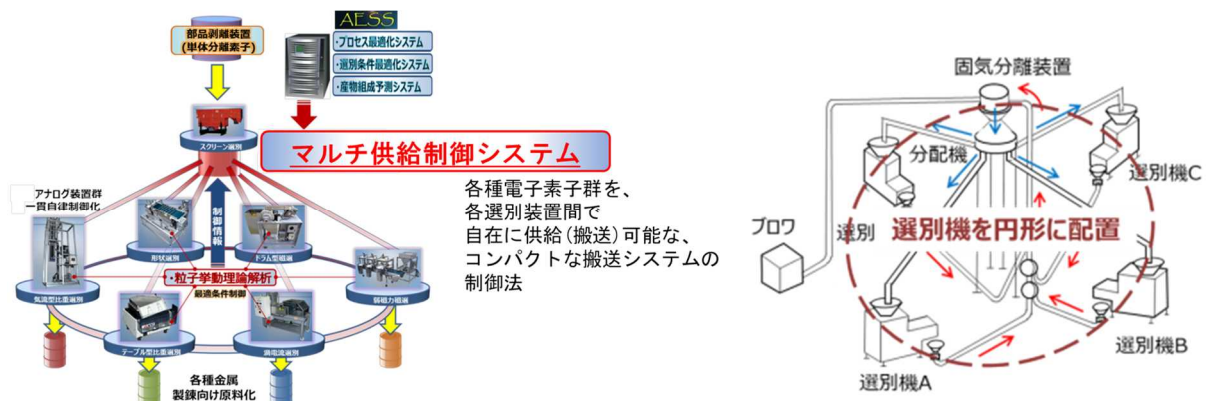 部品剥離装置
(単体分離素子)
AESS
・プロセス最適化システム
・選別条件最適化システム
・産物組成予測システム
スクリーン選別
マルチ供給制御システム
アナログ装置群
一貫自律制御化
制御情報
形状選別
ドラム型磁選
・粒子挙動理論解析
最適条件制御
気流型比重選別
弱磁力磁選
テーブル型比重選別
渦電流選別
各種金属
製錬向け原料化
各種電子素子群を、
各選別装置間で
自在に供給(搬送)可能な、
コンパクトな搬送システムの
制御法
固気分離装置
分配機
選別機C
ブロワ
選別
選別機を円形に配置
選別機B
選別機A